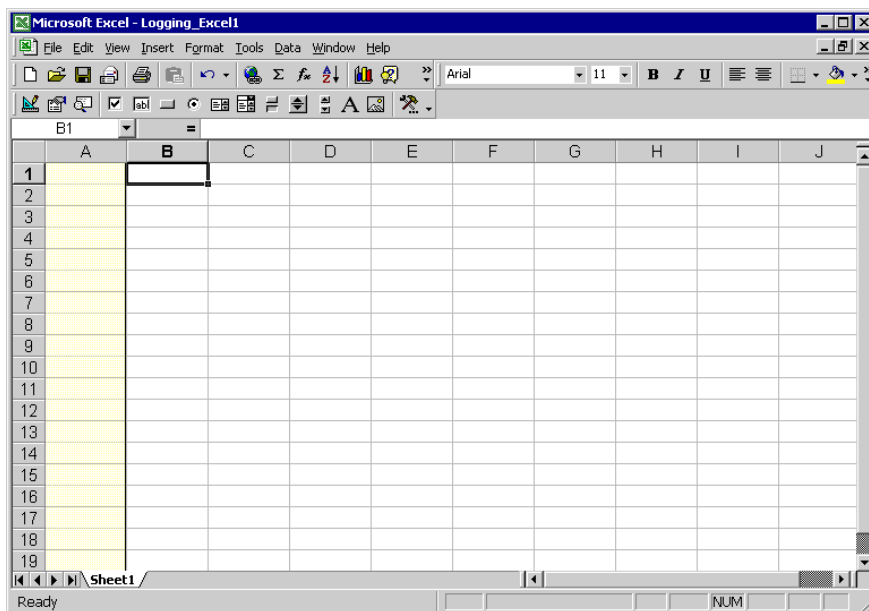 Microsoft Excel - Logging_Excel1
File Edit View Insert Format Tools Data Window Help
Arial 11 B I U
abl A
B1 =
A B C D E F G H I J
1
2
3
4
5
6
7
8
9
10
11
12
13
14
15
16
17
18
19
Sheet1
Ready NUM